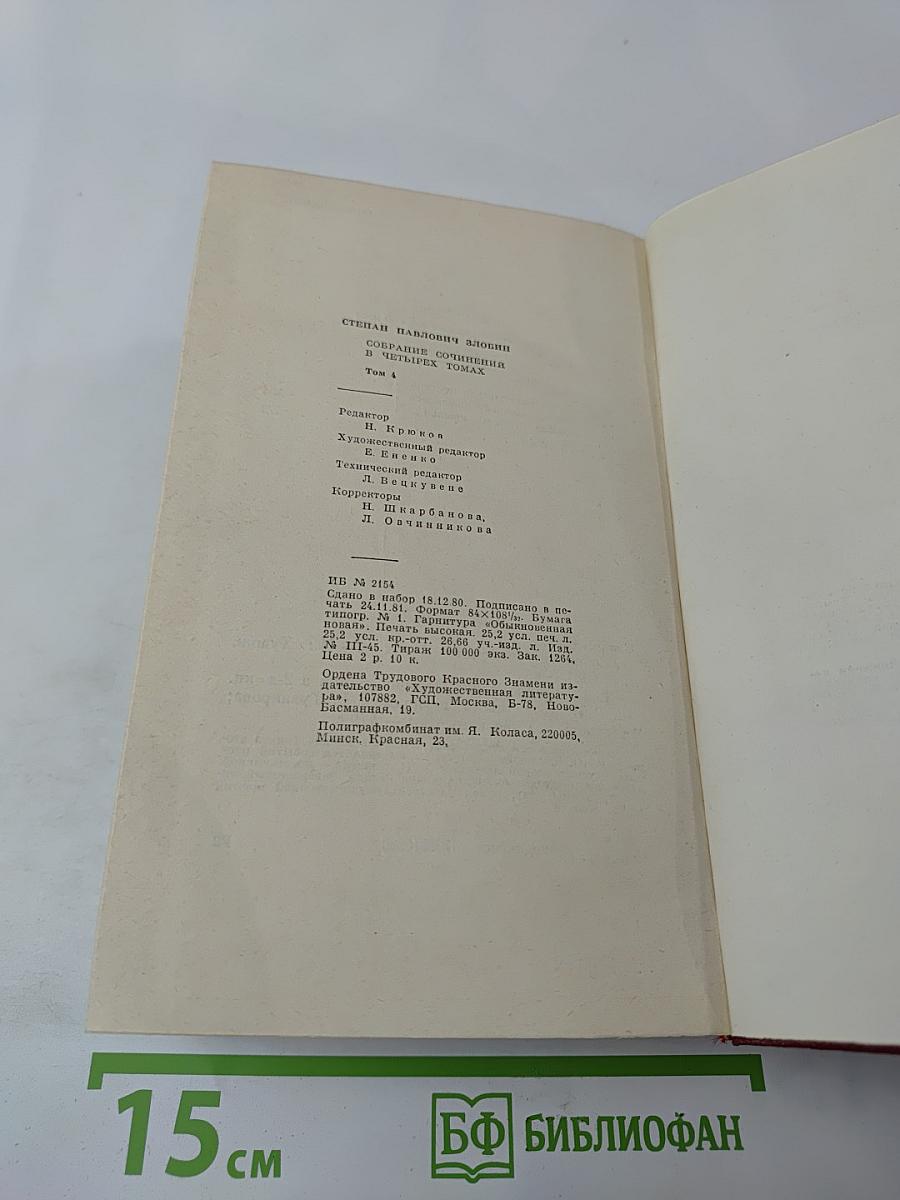 СТЕПАН ПАВЛОВИЧ ЗЛОБИН
СОБРАНИЕ СОЧИНЕНИЙ
В ЧЕТЫРЕХ ТОМАХ
Том 4
Редактор
Н. Крюков
Художественный редактор
Е. Ененко
Технический редактор
Л. Вецкувене
Корректоры
Н. Шкарбанова,
Л. Овчинникова
ИБ № 2154
Сдано в набор 18.12.80. Подписано в пе-
чать 24.11.81. Формат 84×108¹/₃₂. Бумага
типогр. № 1. Гарнитура «Обыкновенная
новая». Печать высокая. 25,2 усл. печ. л.
25,2 усл. кр.-отт. 26,66 уч.-изд. л. Изд.
№ III-45. Тираж 100 000 экз. Зак. 1264,
Цена 2 р. 10 к.
Ордена Трудового Красного Знамени из-
дательство «Художественная литерату-
ра», 107882, ГСП, Москва, Б-78, Ново-
Басманная, 19.
Полиграфкомбинат им. Я. Коласа, 220005,
Минск, Красная, 23,
15 см
БФ БИБЛИОФАН